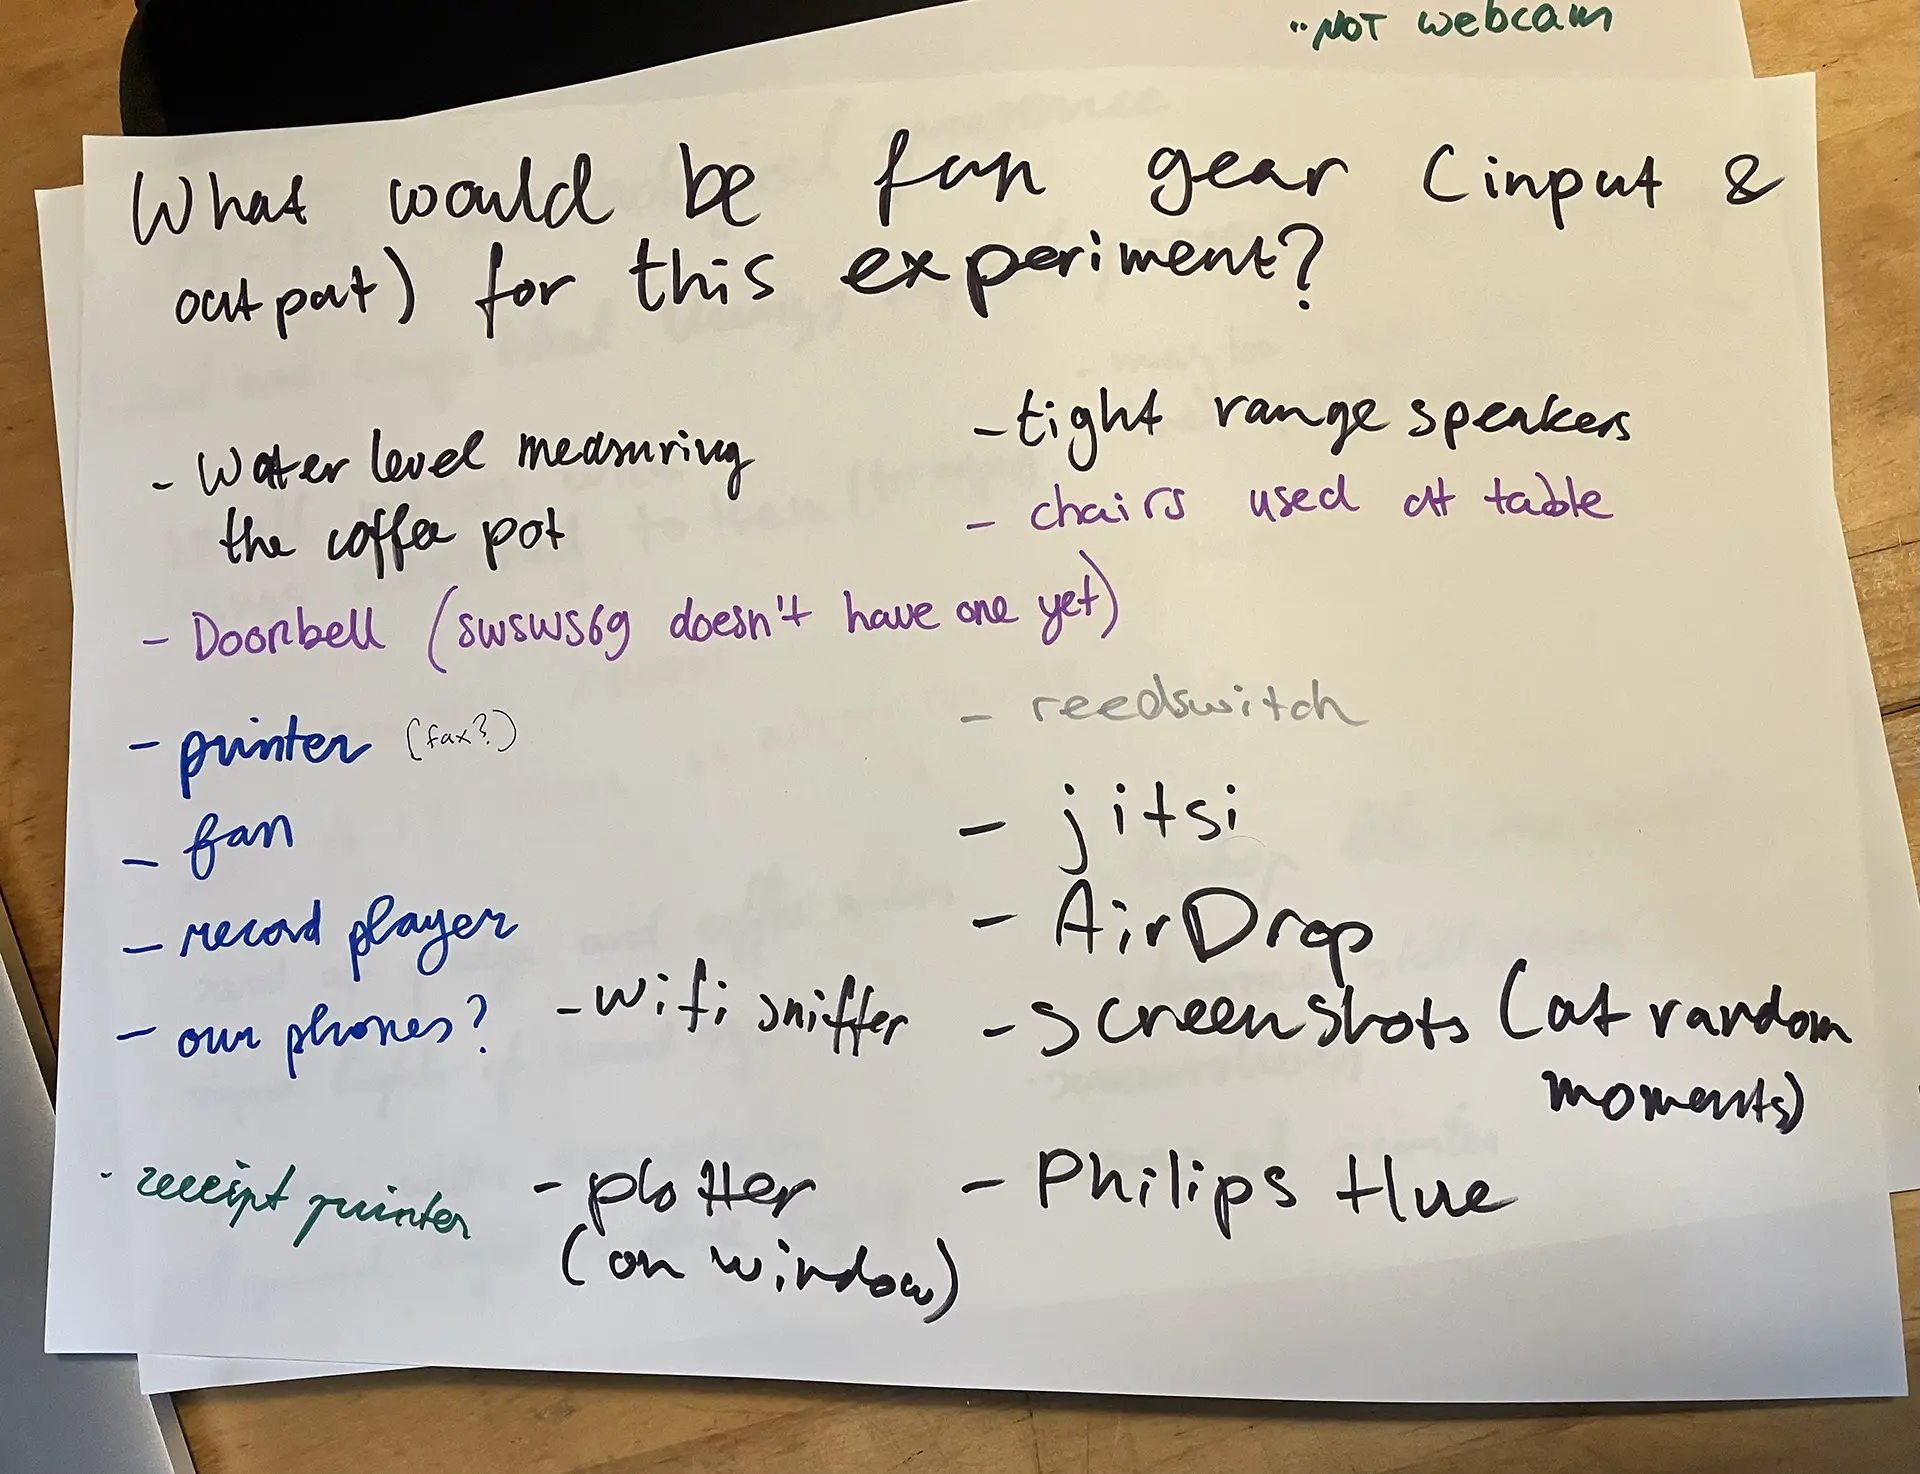 "NOT webcam
What would be fun gear (input &
output) for this experiment?
- Water level measuring
the coffee pot
- Doorbell (swsws69 doesn't have one yet)
- printer (fax?)
- fan
- record player
- our phones?
- receipt printer
- wifi sniffer
- plotter
(on window)
- tight range speakers
- chairs used at table
- reedswitch
- jitsi
- AirDrop
- screenshots (at random
moments)
- Philips Hue